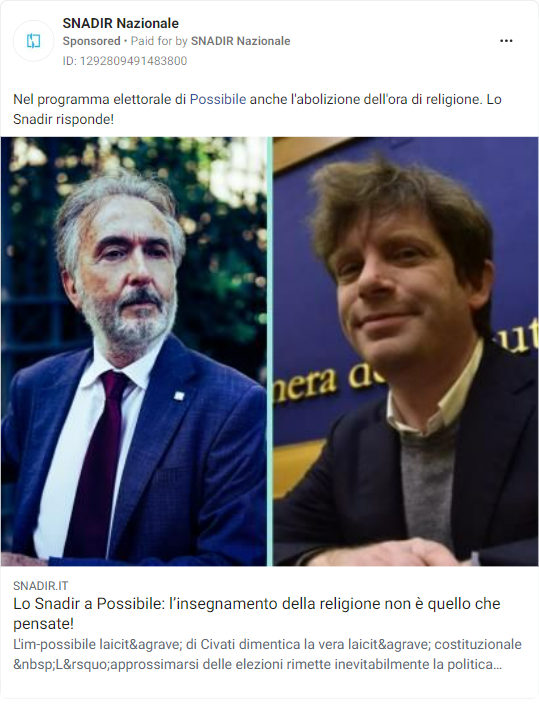 SNADIR Nazionale
Sponsored • Paid for by SNADIR Nazionale
ID: 1292809491483800
Nel programma elettorale di Possibile anche l'abolizione dell'ora di religione. Lo
Snadir risponde!
nera de
ut
SNADIR.IT
Lo Snadir a Possibile: l’insegnamento della religione non è quello che
pensate!
L'im-possibile laicit&agrave; di Civati dimentica la vera laicit&agrave; costituzionale
&nbsp;L&rsquo;approssimarsi delle elezioni rimette inevitabilmente la politica...